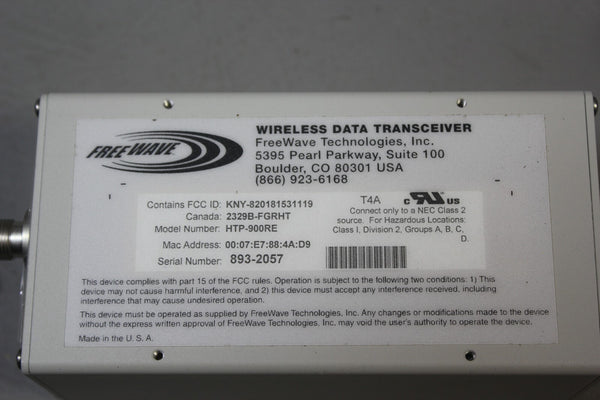 FREEWAVE
WIRELESS DATA TRANSCEIVER
FreeWave Technologies, Inc.
5395 Pearl Parkway, Suite 100
Boulder, CO 80301 USA
(866) 923-6168
Contains FCC ID: KNY-820181531119
Canada: 2329B-FGRHT
Model Number: HTP-900RE
Mac Address: 00:07:E7:88:4A:D9
Serial Number: 893-2057
T4A c RU US
Connect only to a NEC Class 2
source. For Hazardous Locations:
Class I, Division 2, Groups A, B, C,
D.
This device complies with part 15 of the FCC rules. Operation is subject to the following two conditions: 1) This
device may not cause harmful interference, and 2) this device must accept any interference received, including
interference that may cause undesired operation.
This device must be operated as supplied by FreeWave Technologies, Inc. Any changes or modifications made to the device
without the express written approval of FreeWave Technologies, Inc. may void the user's authority to operate the device.
Made in the U. S. A.